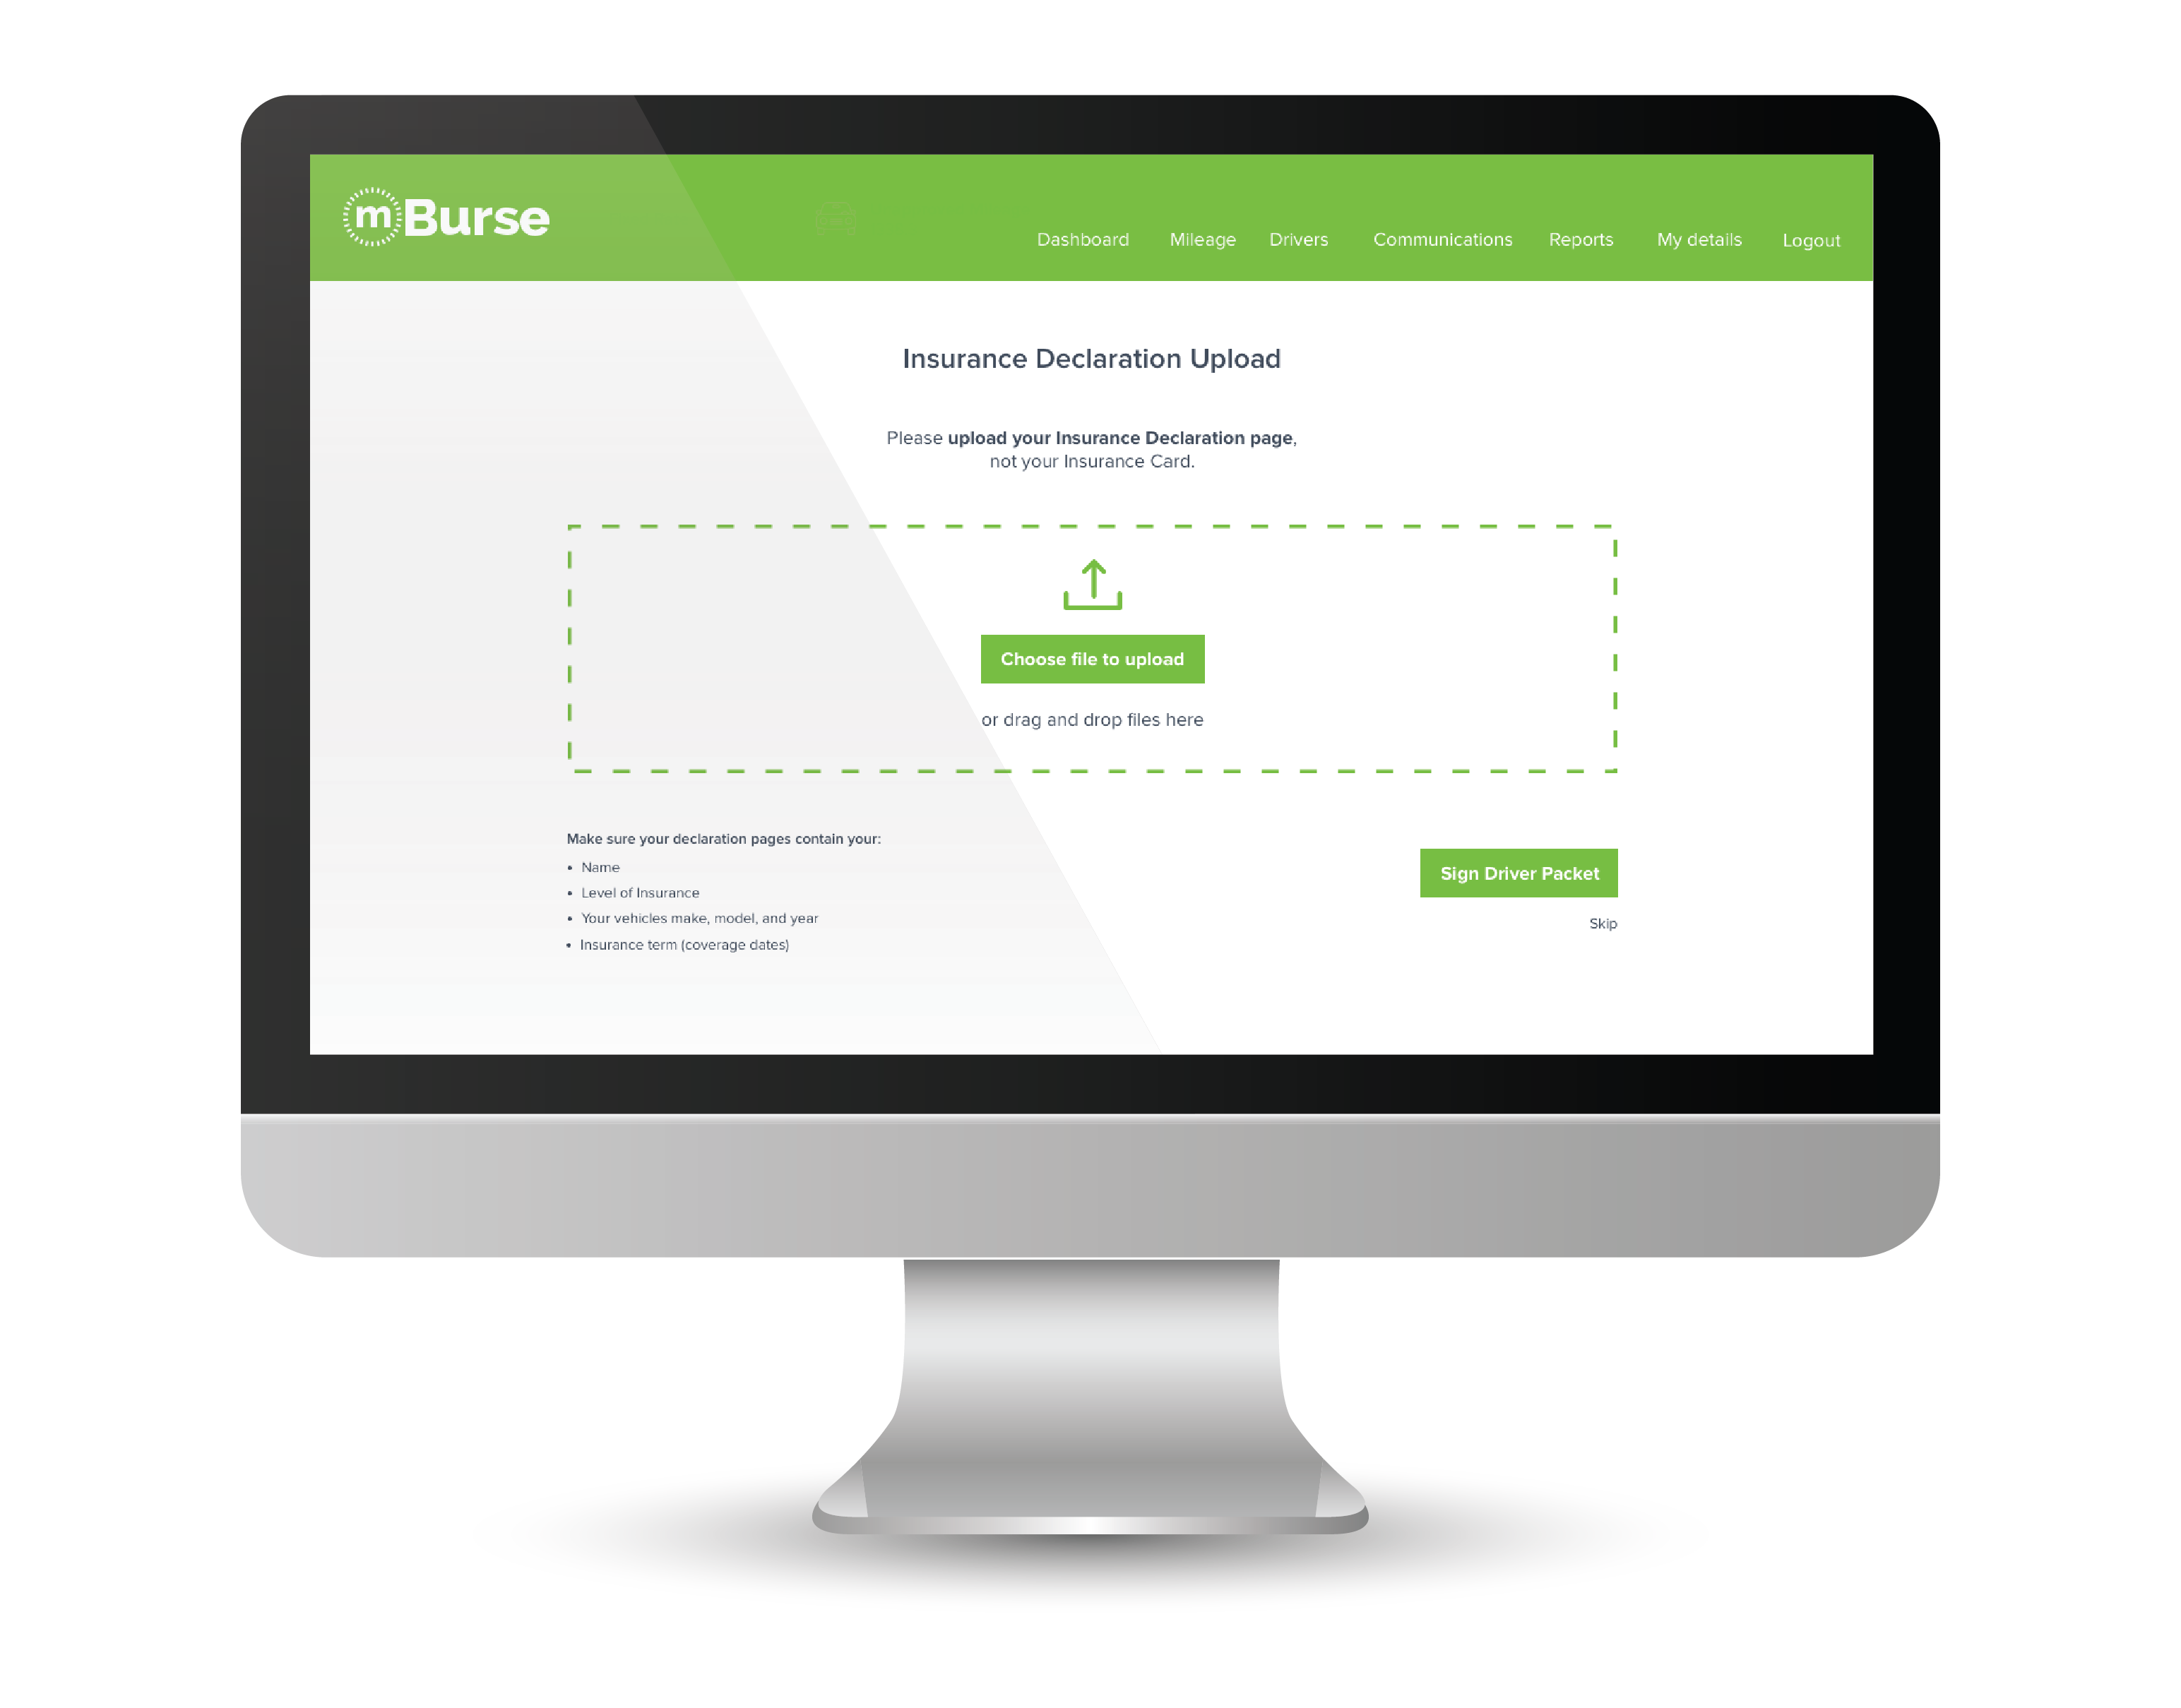 mBurse
Dashboard Mileage Drivers Communications Reports My details Logout
Insurance Declaration Upload
Please upload your Insurance Declaration page,
not your Insurance Card.
Choose file to upload
or drag and drop files here
Make sure your declaration pages contain your:
• Name
• Level of Insurance
• Your vehicles make, model, and year
• Insurance term (coverage dates)
Sign Driver Packet
Skip